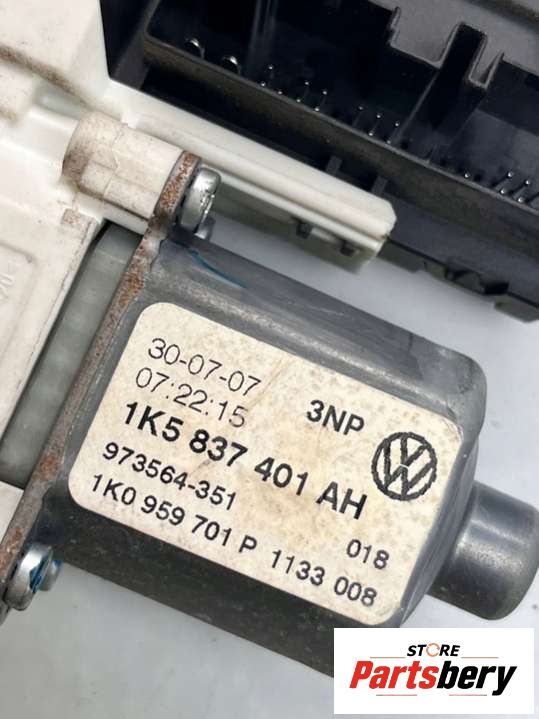 30-07-07
07:22:15 3NP
1K5 837 401 AH
973564-351 018
1K0 959 701 P 1133 008
STORE
Partsbery